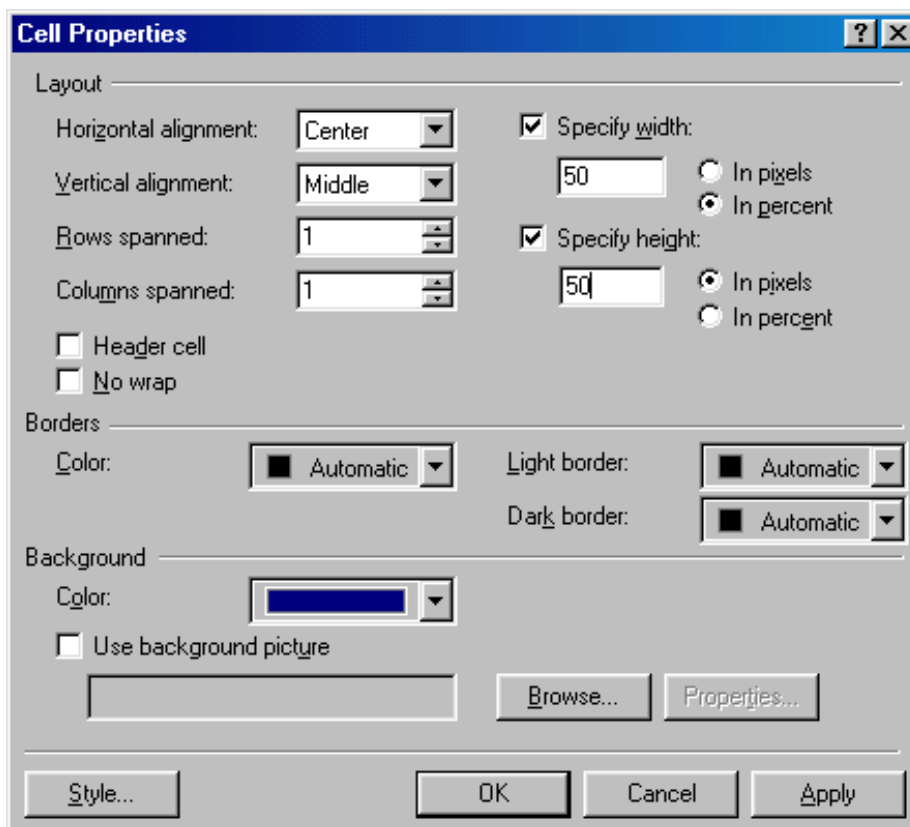 Cell Properties
Layout
Horizontal alignment: Center
Specify width:
Vertical alignment: Middle
50
In pixels
In percent
Rows spanned: 1
Specify height:
Columns spanned: 1
50
In pixels
In percent
Header cell
No wrap
Borders
Color: Automatic
Light border: Automatic
Dark border: Automatic
Background
Color:
Use background picture
Browse... Properties...
Style... OK Cancel Apply